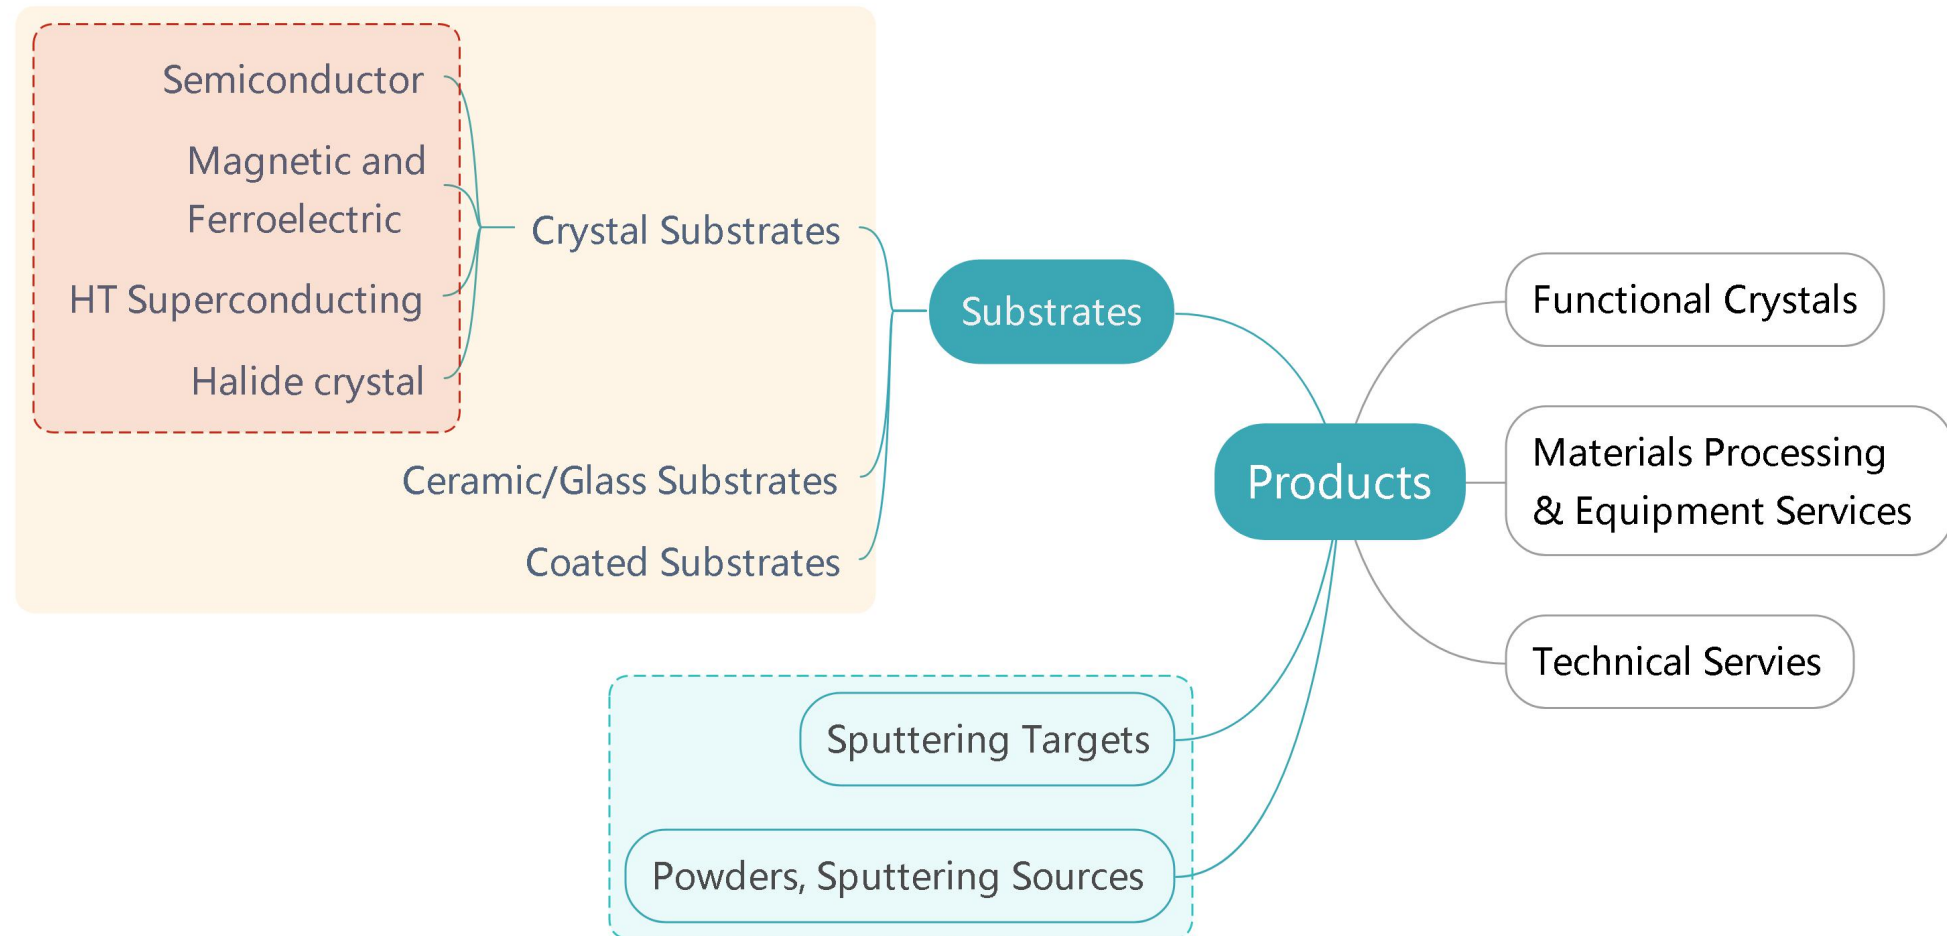 Semiconductor
Magnetic and
Ferroelectric
HT Superconducting
Halide crystal
Crystal Substrates
Ceramic/Glass Substrates
Coated Substrates
Substrates
Products
Functional Crystals
Materials Processing
& Equipment Services
Technical Servies
Sputtering Targets
Powders, Sputtering Sources